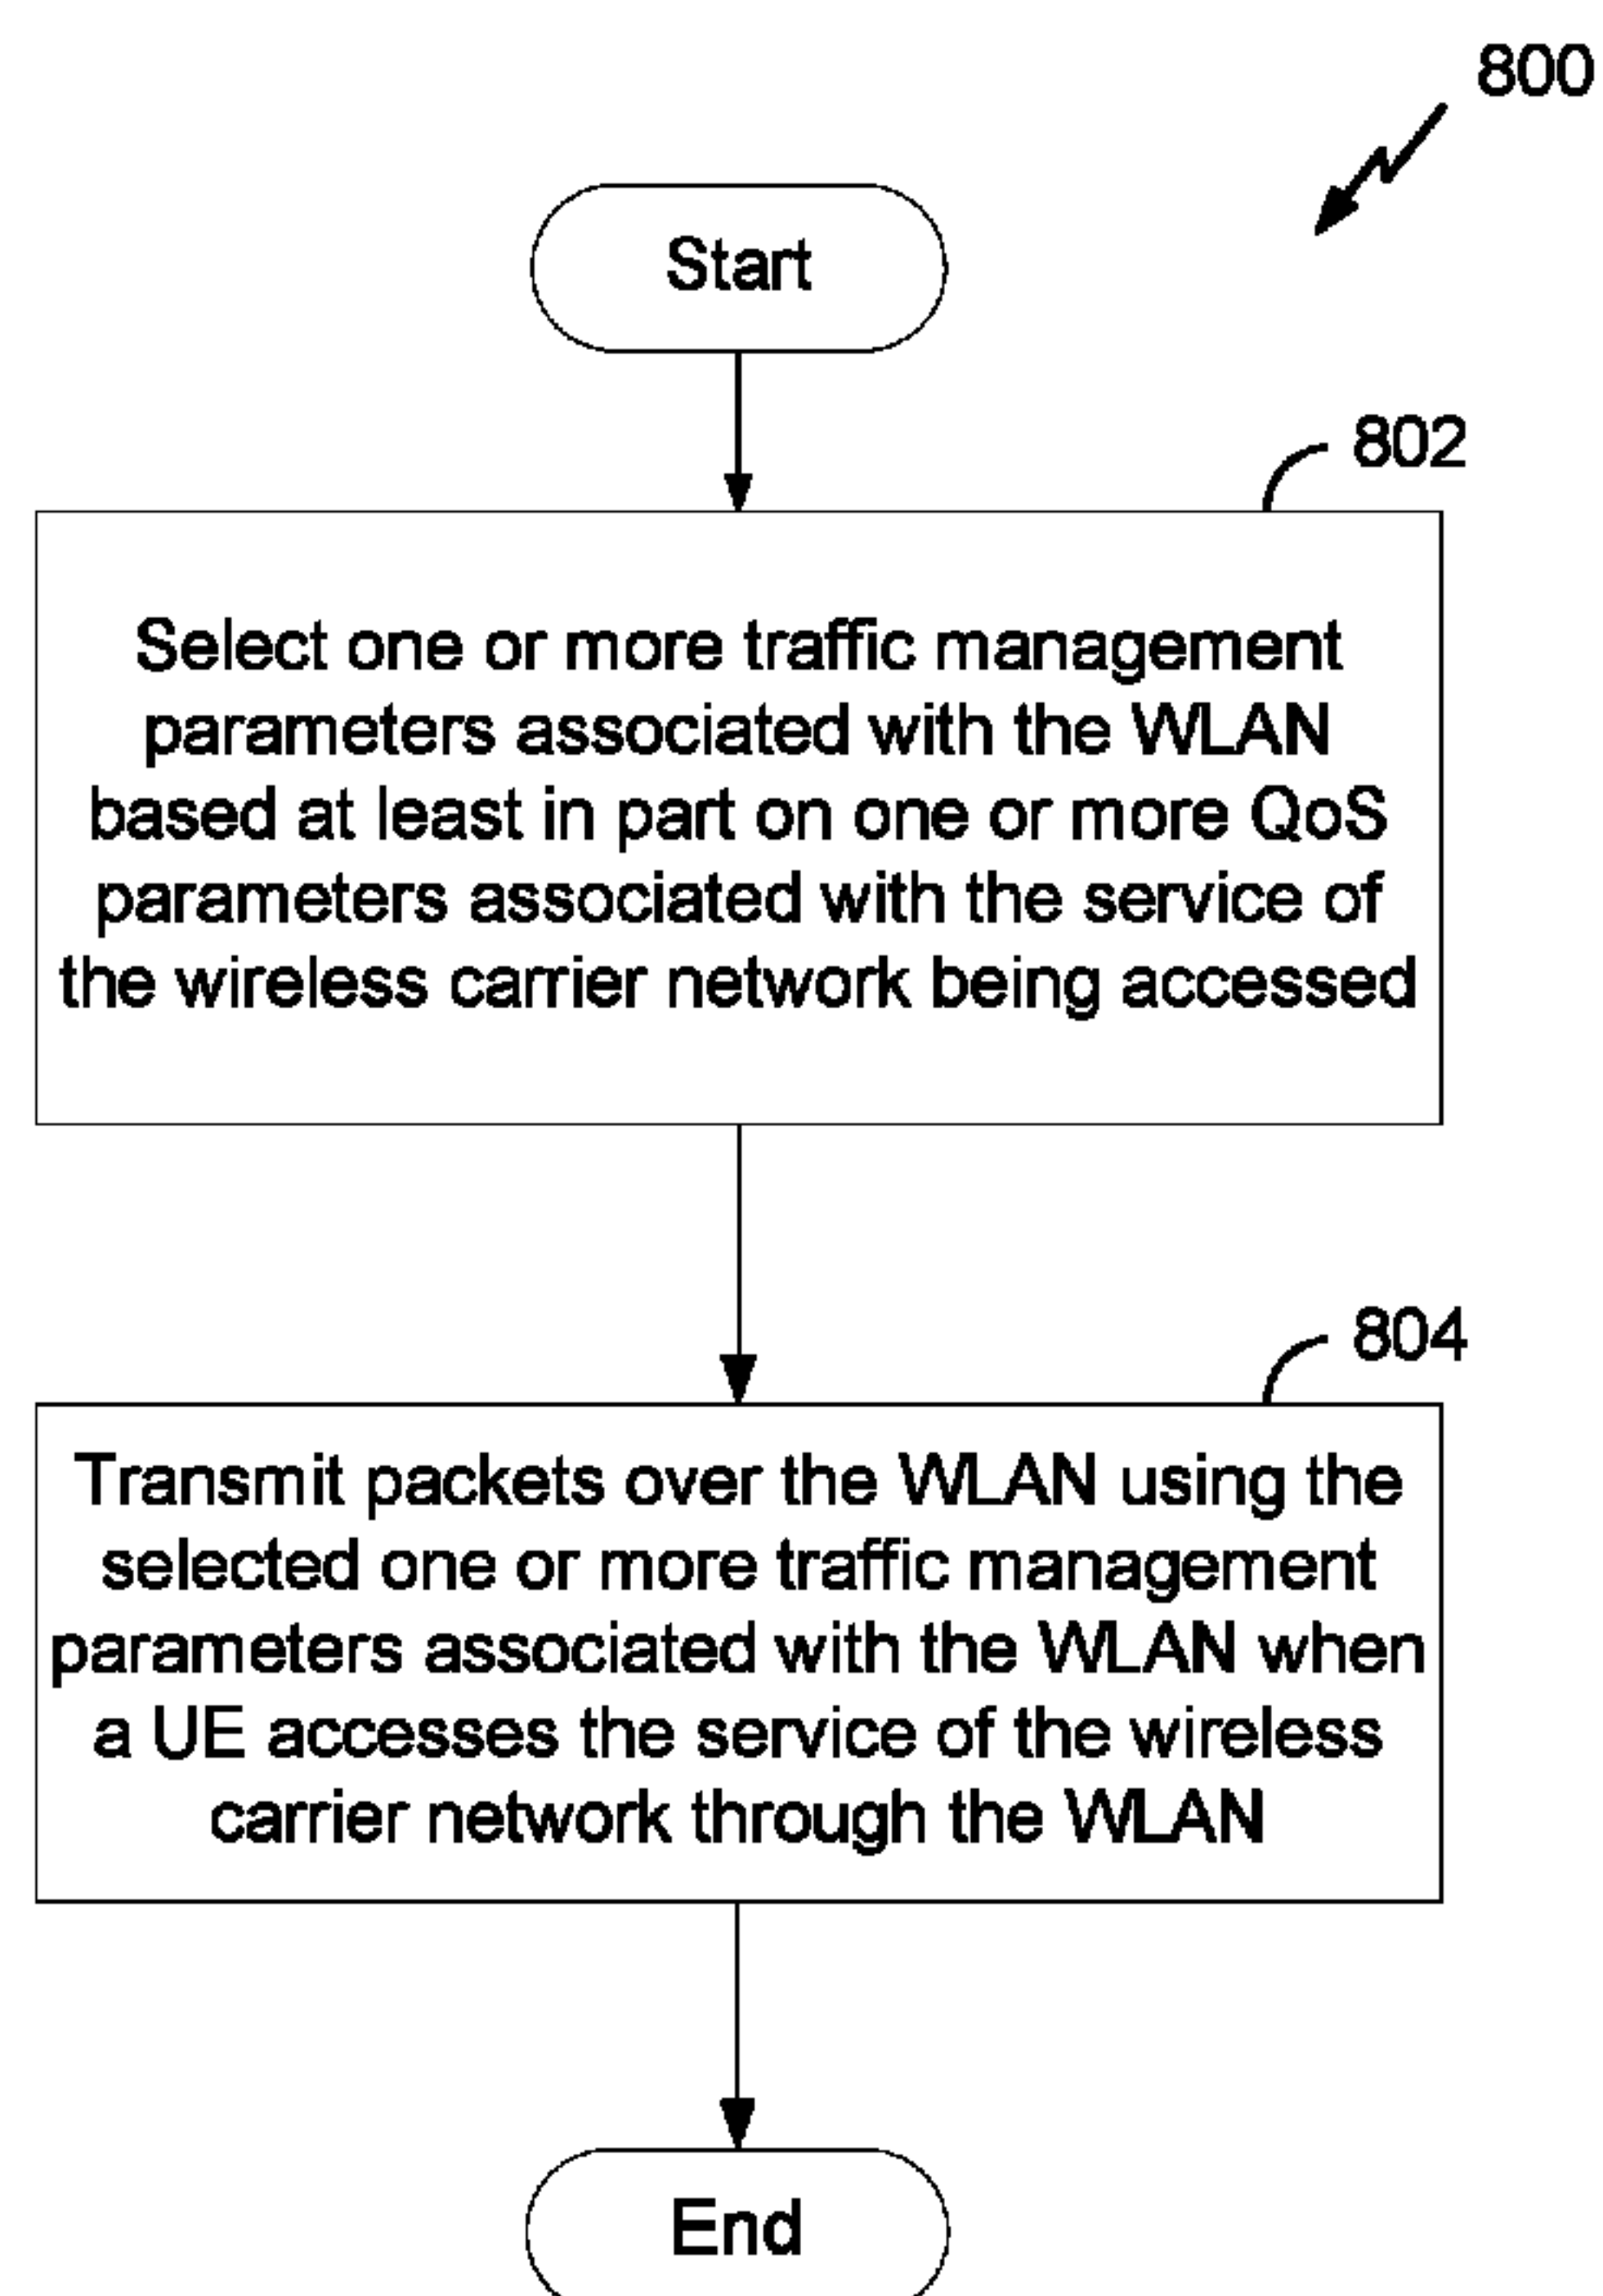 800
Start
802
Select one or more traffic management
parameters associated with the WLAN
based at least in part on one or more QoS
parameters associated with the service of
the wireless carrier network being accessed
804
Transmit packets over the WLAN using the
selected one or more traffic management
parameters associated with the WLAN when
a UE accesses the service of the wireless
carrier network through the WLAN
End